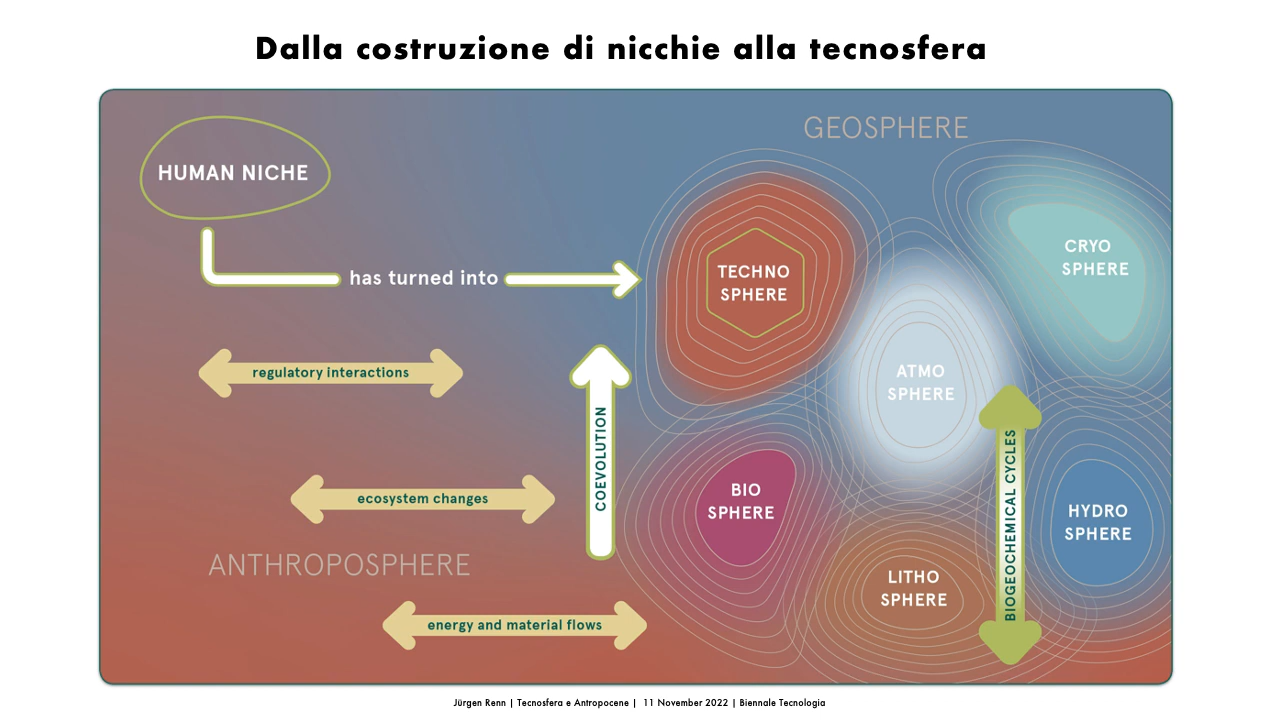 Dalla costruzione di nicchie alla tecnosfera
GEOSPHERE
HUMAN NICHE
has turned into
TECHNO
SPHERE
CRYO
SPHERE
ATMO
SPHERE
regulatory interactions
COEVOLUTION
ecosystem changes
BIO
SPHERE
BIOGEOCHEMICAL CYCLES
HYDRO
SPHERE
ANTHROPOSPHERE
LITHO
SPHERE
energy and material flows
Jürgen Renn | Tecnosfera e Antropocene | 11 November 2022 | Biennale Tecnologia